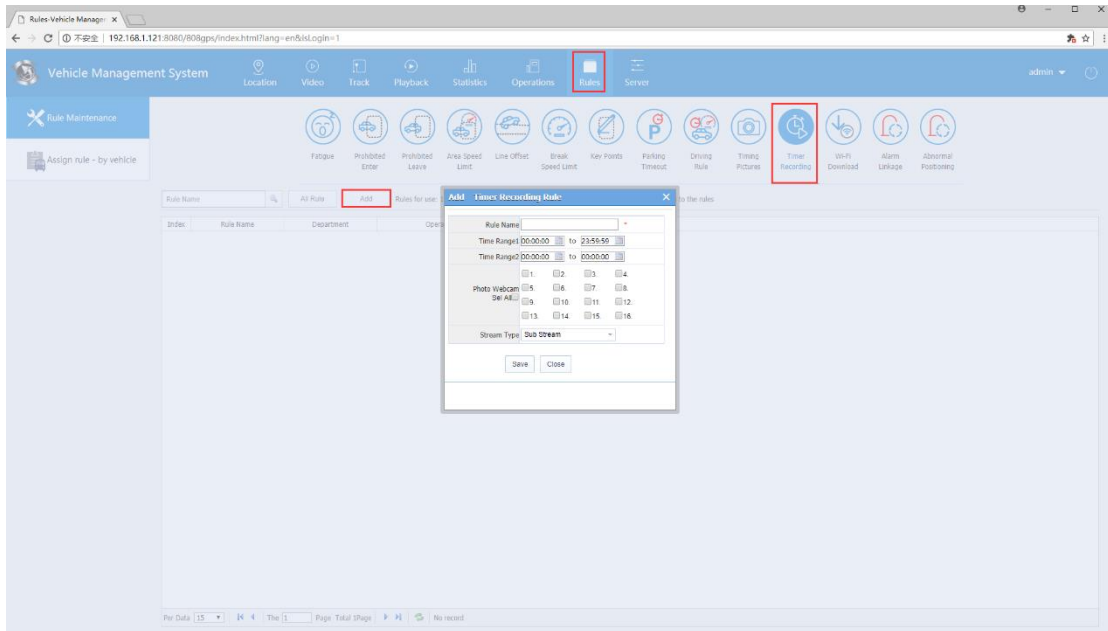 Rules-Vehicle Manager
不安全 | 192.168.1.121:8080/808gps/index.html?lang=en&isLogin=1
Vehicle Management System
Location Video Track Playback Statistics Operations Rules Server
admin
Rule Maintenance
Assign rule - by vehicle
Fatigue Prohibited Prohibited Area Speed Line Offset Break Key Points Parking Driving Timing Timer Wi-Fi Alarm Abnormal
Enter Leave Limit Speed Limit Timeout Rule Pictures Recording Download Linkage Positioning
Rule Name All Rule Add Rules for use: to the rules
Index Rule Name Department Opera
Add Timer Recording Rule
Rule Name *
Time Range1 00:00:00 to 23:59:59
Time Range2 00:00:00 to 00:00:00
Photo Webcam
Sel All
1. 2. 3. 4.
5. 6. 7. 8.
9. 10. 11. 12.
13. 14. 15. 16.
Stream Type Sub Stream
Save Close
Per Data 15 The 1 Page Total 1Page No record